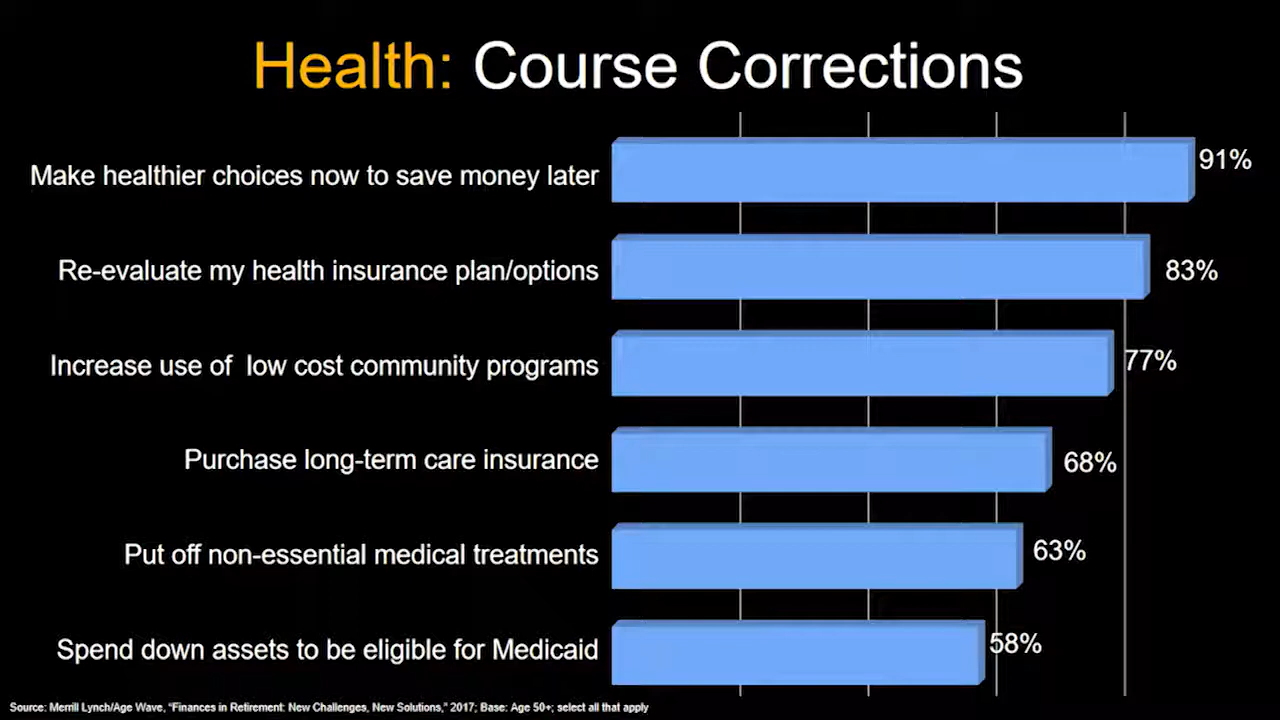 Health: Course Corrections
Make healthier choices now to save money later 91%
Re-evaluate my health insurance plan/options 83%
Increase use of low cost community programs 77%
Purchase long-term care insurance 68%
Put off non-essential medical treatments 63%
Spend down assets to be eligible for Medicaid 58%
Source: Merrill Lynch/Age Wave, “Finances in Retirement: New Challenges, New Solutions,” 2017; Base: Age 50+; select all that apply